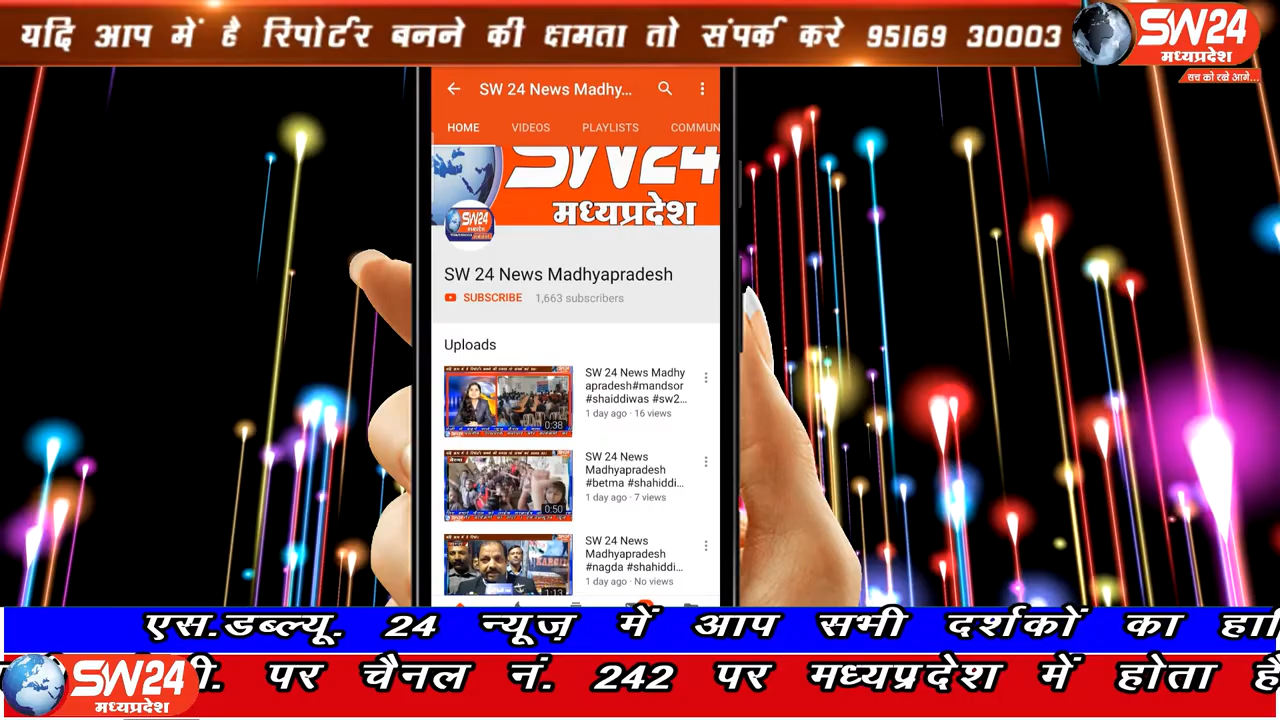 यदि आप में है रिपोर्टर बनने की क्षमता तो संपर्क करे 95169 30003
SW24
मध्यप्रदेश
सच को रखे आगे...
SW 24 News Madhy...
HOME VIDEOS PLAYLISTS COMMUN
SW24
मध्यप्रदेश
SW24
SW 24 News Madhyapradesh
SUBSCRIBE 1,663 subscribers
Uploads
SW 24 News Madhy
apradesh#mandsor
#shaiddiwas #sw2...
1 day ago · 16 views
0:38
SW 24 News
Madhyapradesh
#betma #shahiddi...
1 day ago · 7 views
0:50
SW 24 News
Madhyapradesh
#nagda #shahiddi...
1 day ago · No views
1:13
एस.डब्ल्यू. 24 न्यूज़ में आप सभी दर्शकों का हा
पर चैनल नं. 242 पर मध्यप्रदेश में होता है
SW24
मध्यप्रदेश